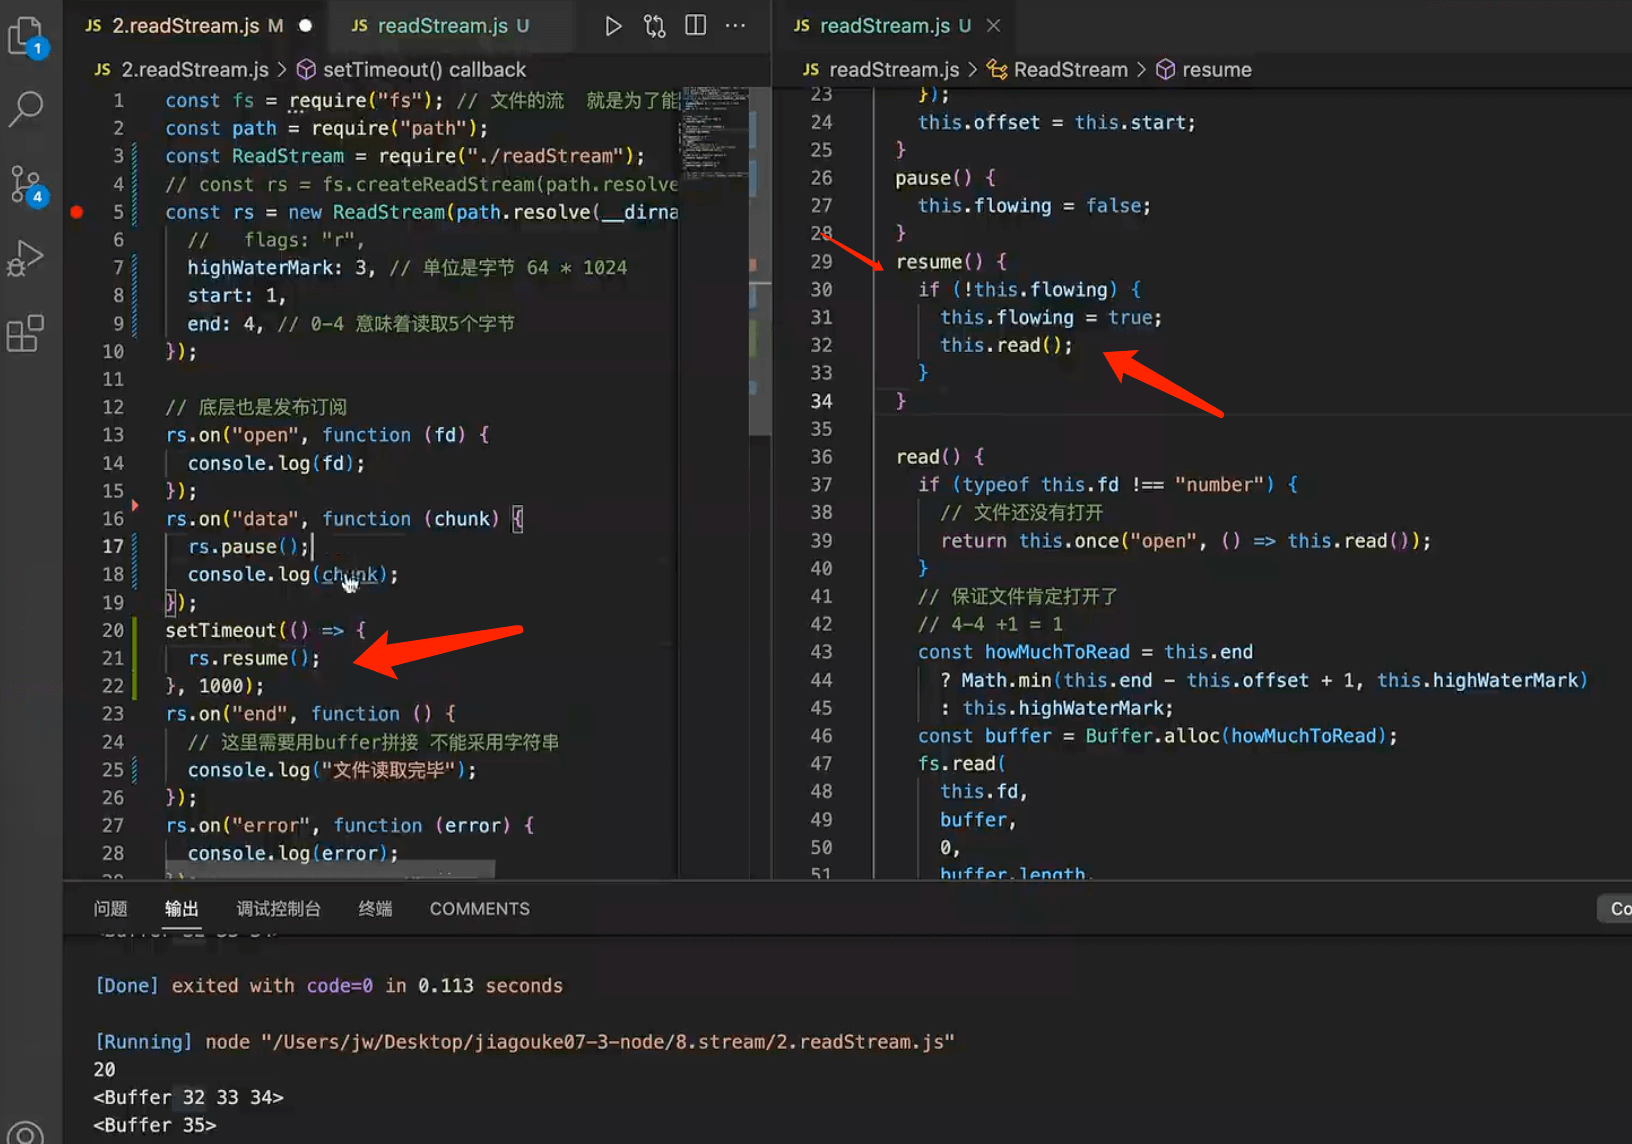 JS 2.readStream.js M
JS readStream.js U
JS 2.readStream.js > setTimeout() callback
1 const fs = require("fs"); // 文件的流 就是为了能
2 const path = require("path");
3 const ReadStream = require("./readStream");
4 // const rs = fs.createReadStream(path.resolve
5 const rs = new ReadStream(path.resolve(__dirna
6 // flags: "r",
7 highWaterMark: 3, // 单位是字节 64 * 1024
8 start: 1,
9 end: 4, // 0-4 意味着读取5个字节
10 });
11
12 // 底层也是发布订阅
13 rs.on("open", function (fd) {
14 console.log(fd);
15 });
16 rs.on("data", function (chunk) {
17 rs.pause();
18 console.log(chunk);
19 });
20 setTimeout(() => {
21 rs.resume();
22 }, 1000);
23 rs.on("end", function () {
24 // 这里需要用buffer拼接 不能采用字符串
25 console.log("文件读取完毕");
26 });
27 rs.on("error", function (error) {
28 console.log(error);
JS readStream.js U
JS readStream.js > ReadStream > resume
23 });
24 this.offset = this.start;
25 }
26 pause() {
27 this.flowing = false;
28 }
29 resume() {
30 if (!this.flowing) {
31 this.flowing = true;
32 this.read();
33 }
34 }
35
36 read() {
37 if (typeof this.fd !== "number") {
38 // 文件还没有打开
39 return this.once("open", () => this.read());
40 }
41 // 保证文件肯定打开了
42 // 4-4 +1 = 1
43 const howMuchToRead = this.end
44 ? Math.min(this.end - this.offset + 1, this.highWaterMark)
45 : this.highWaterMark;
46 const buffer = Buffer.alloc(howMuchToRead);
47 fs.read(
48 this.fd,
49 buffer,
50 0,
51 buffer.length,
1
4
问题 输出 调试控制台 终端 COMMENTS
Co
[Done] exited with code=0 in 0.113 seconds
[Running] node "/Users/jw/Desktop/jiagouke07-3-node/8.stream/2.readStream.js"
20
<Buffer 32 33 34>
<Buffer 35>